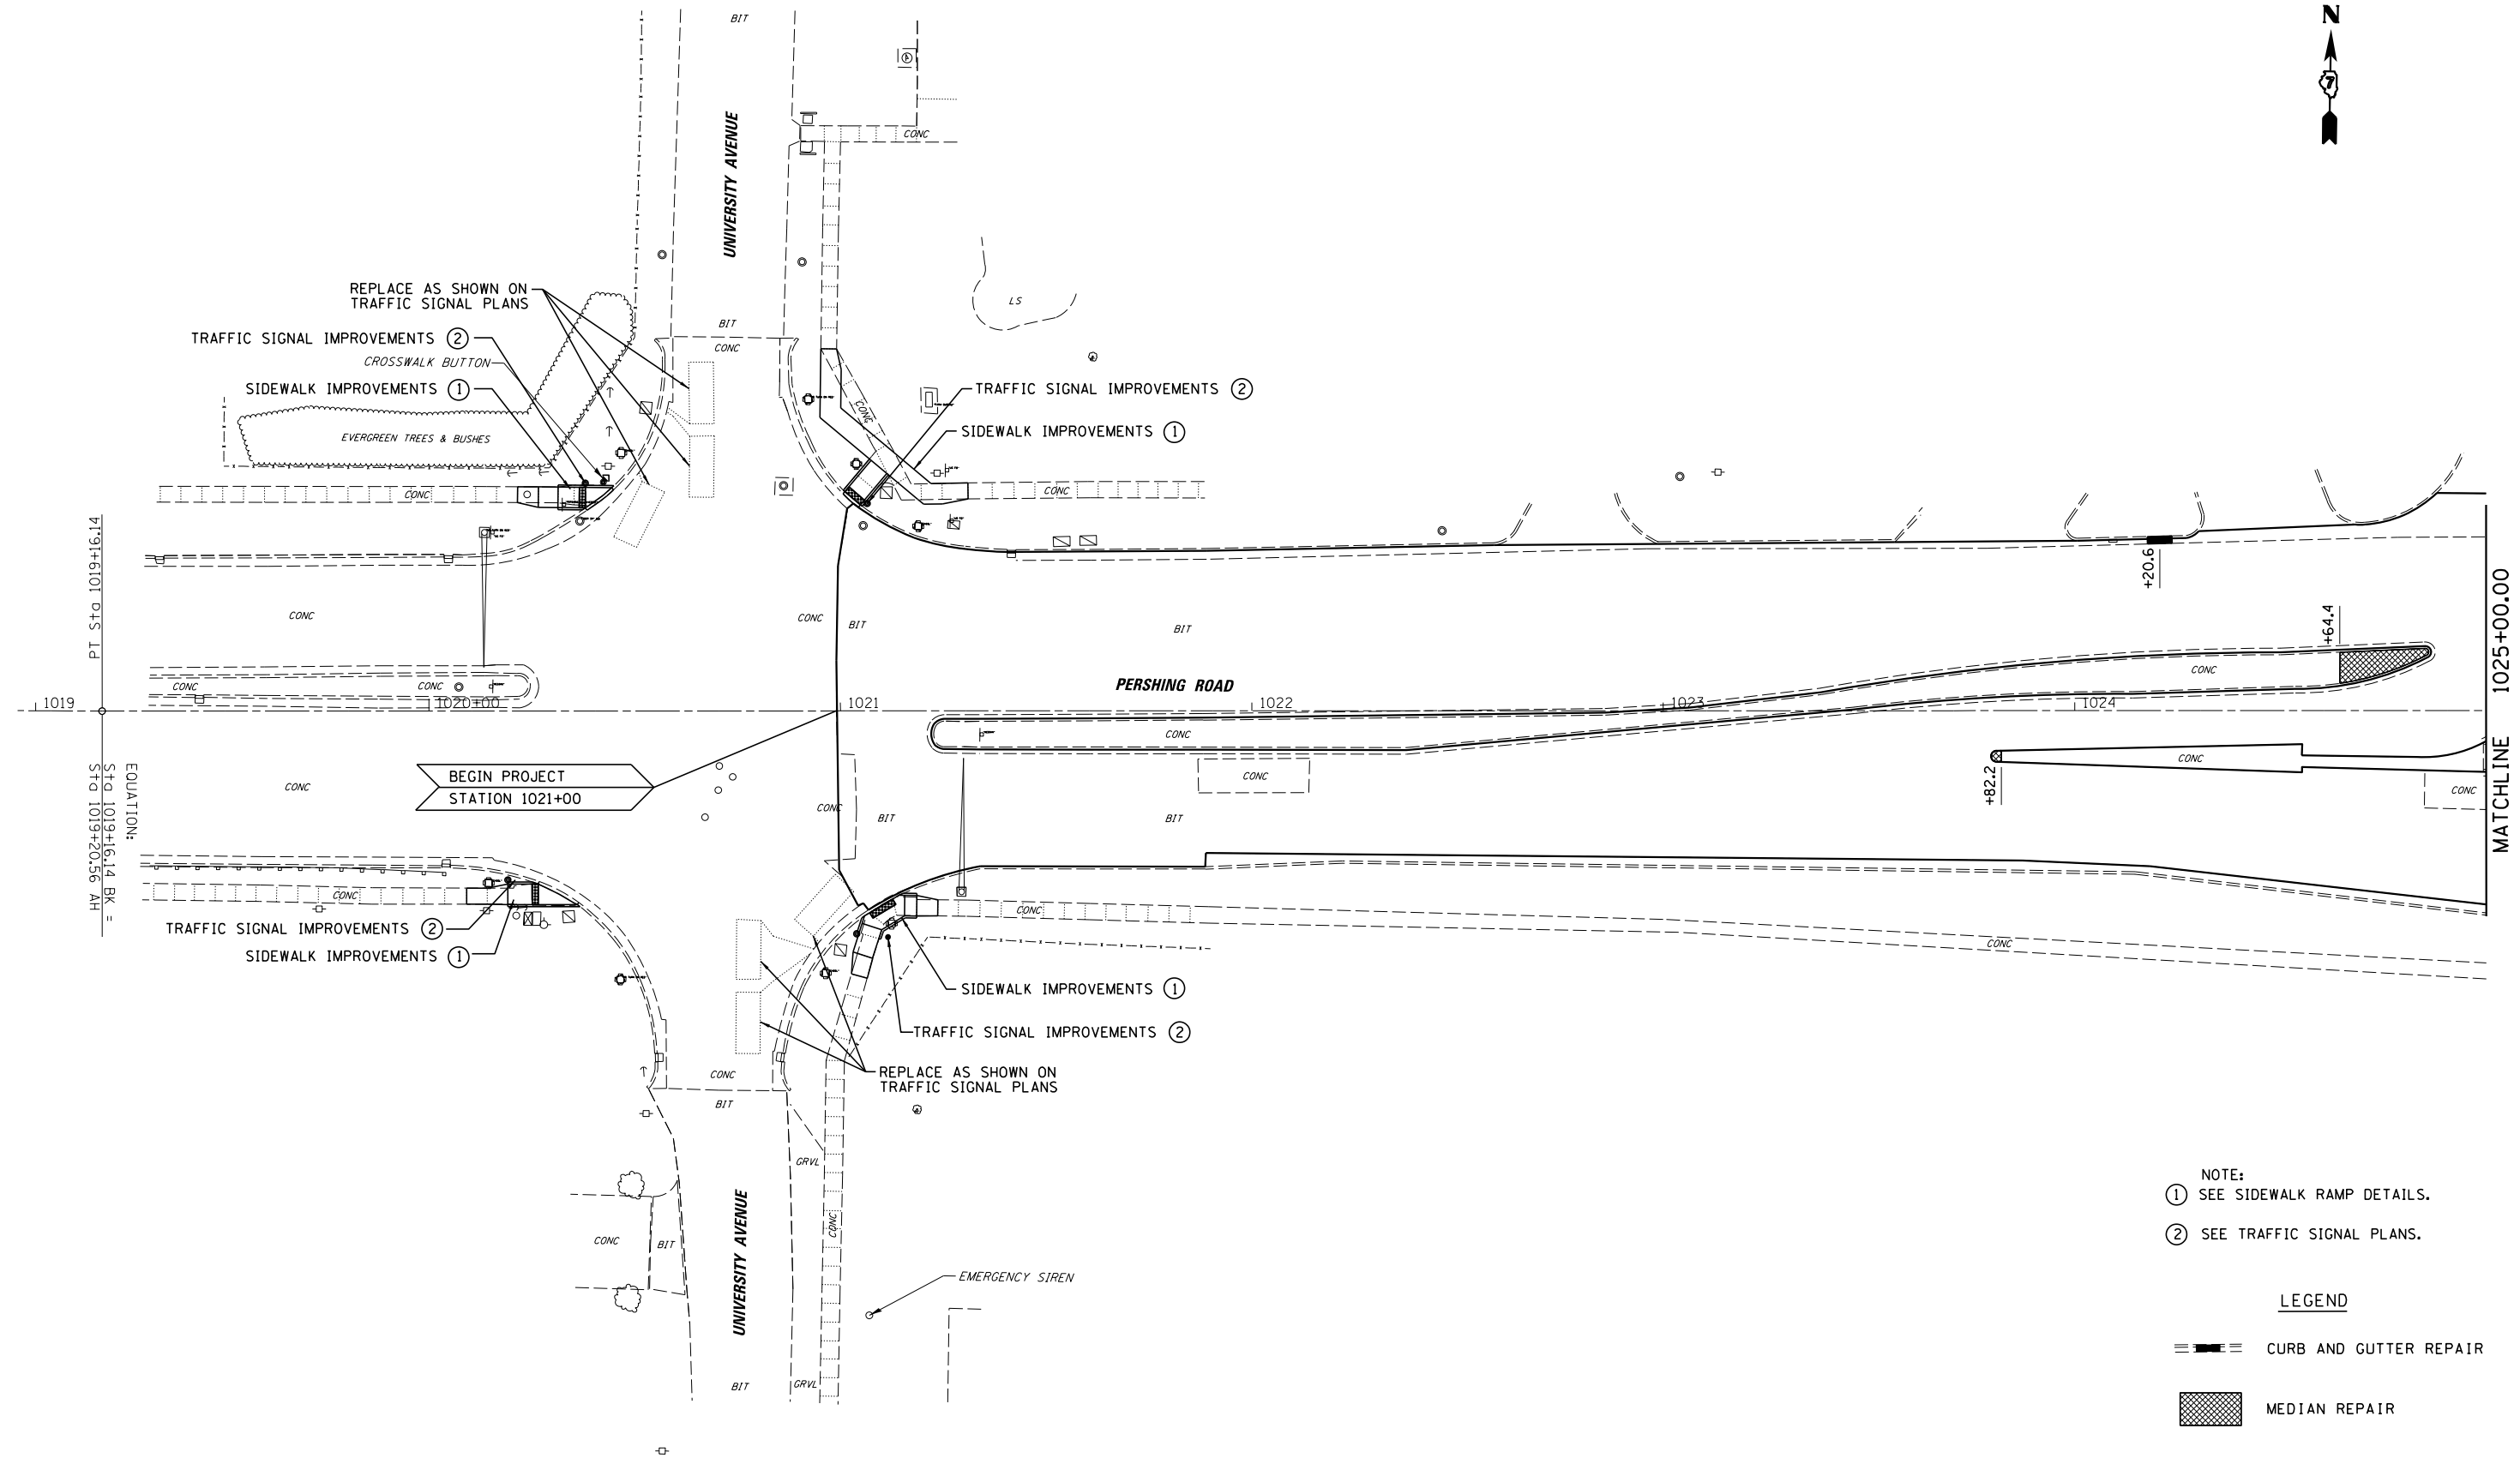 BIT
N
7
CONC
UNIVERSITY AVENUE
REPLACE AS SHOWN ON
TRAFFIC SIGNAL PLANS
LS
TRAFFIC SIGNAL IMPROVEMENTS 2
BIT
CONC
CROSSWALK BUTTON
SIDEWALK IMPROVEMENTS 1
TRAFFIC SIGNAL IMPROVEMENTS 2
CONC
EVERGREEN TREES & BUSHES
SIDEWALK IMPROVEMENTS 1
CONC
CONC
PT Sta 1019+16.14
+20.6
CONC
CONC
BIT
BIT
+64.4
CONC
CONC
CONC
PERSHING ROAD
1019
1020+00
1021
1022
1023
1024
MATCHLINE 1025+00.00
CONC
CONC
CONC
BEGIN PROJECT
STATION 1021+00
CONC
CONC
+82.2
CONC
CONC
BIT
BIT
EQUATION:
Sta 1019+16.14 BK =
Sta 1019+20.56 AH
CONC
CONC
CONC
TRAFFIC SIGNAL IMPROVEMENTS 2
SIDEWALK IMPROVEMENTS 1
SIDEWALK IMPROVEMENTS 1
TRAFFIC SIGNAL IMPROVEMENTS 2
REPLACE AS SHOWN ON
TRAFFIC SIGNAL PLANS
CONC
BIT
GRVL
UNIVERSITY AVENUE
CONC
CONC
BIT
EMERGENCY SIREN
BIT
GRVL
NOTE:
1 SEE SIDEWALK RAMP DETAILS.
2 SEE TRAFFIC SIGNAL PLANS.
LEGEND
CURB AND GUTTER REPAIR
MEDIAN REPAIR